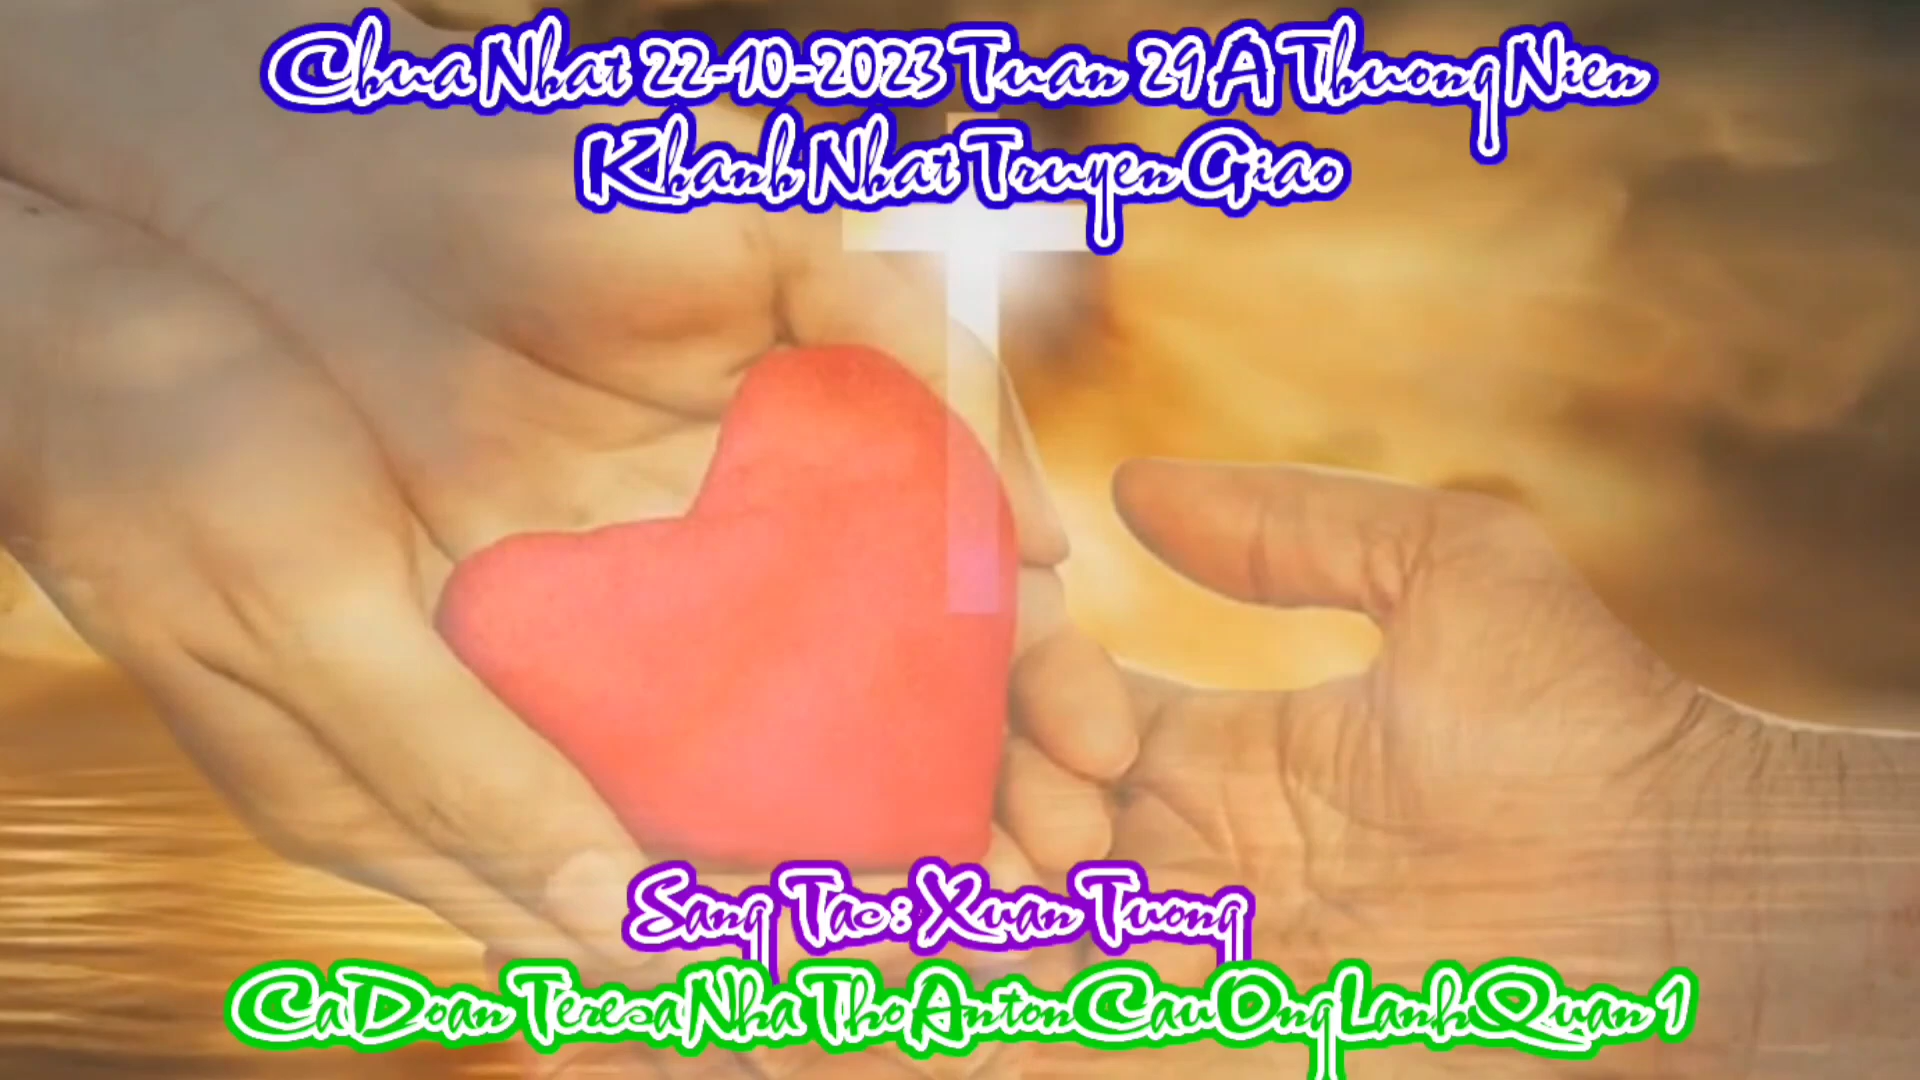 Chua Nhat 22-10-2023 Tuan 29 A Thuong Nien
Khanh Nhat Truyen Giao
Sang Tac : Xuan Tuong
Ca Doan Teresa Nha Tho Anton Cau Ong Lanh Quan 1